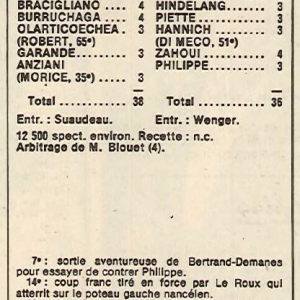 BRACIGLIANO .... 4 HINDELANG........ 3
BURRUCHAGA.... 4 PIETTE............... 3
OLARTICOECHEA . 3 HANNICH ........... 3
(ROBERT, 65e) (DI MECO, 51e)
GARANDE........... 3 ZAHOUI .............. 4
ANZIANI PHILIPPE............ 3
(MORICE, 35e) ..... 3
Total ............. 38 Total ............. 36
Entr. : Suaudeau. Entr. : Wenger.
12 500 spect. environ. Recette : n.c.
Arbitrage de M. Blouet (4).
7e : sortie aventureuse de Bertrand-Demanes
pour essayer de contrer Philippe.
14e : coup franc tiré en force par Le Roux qui
atterrit sur le poteau gauche nancéien.